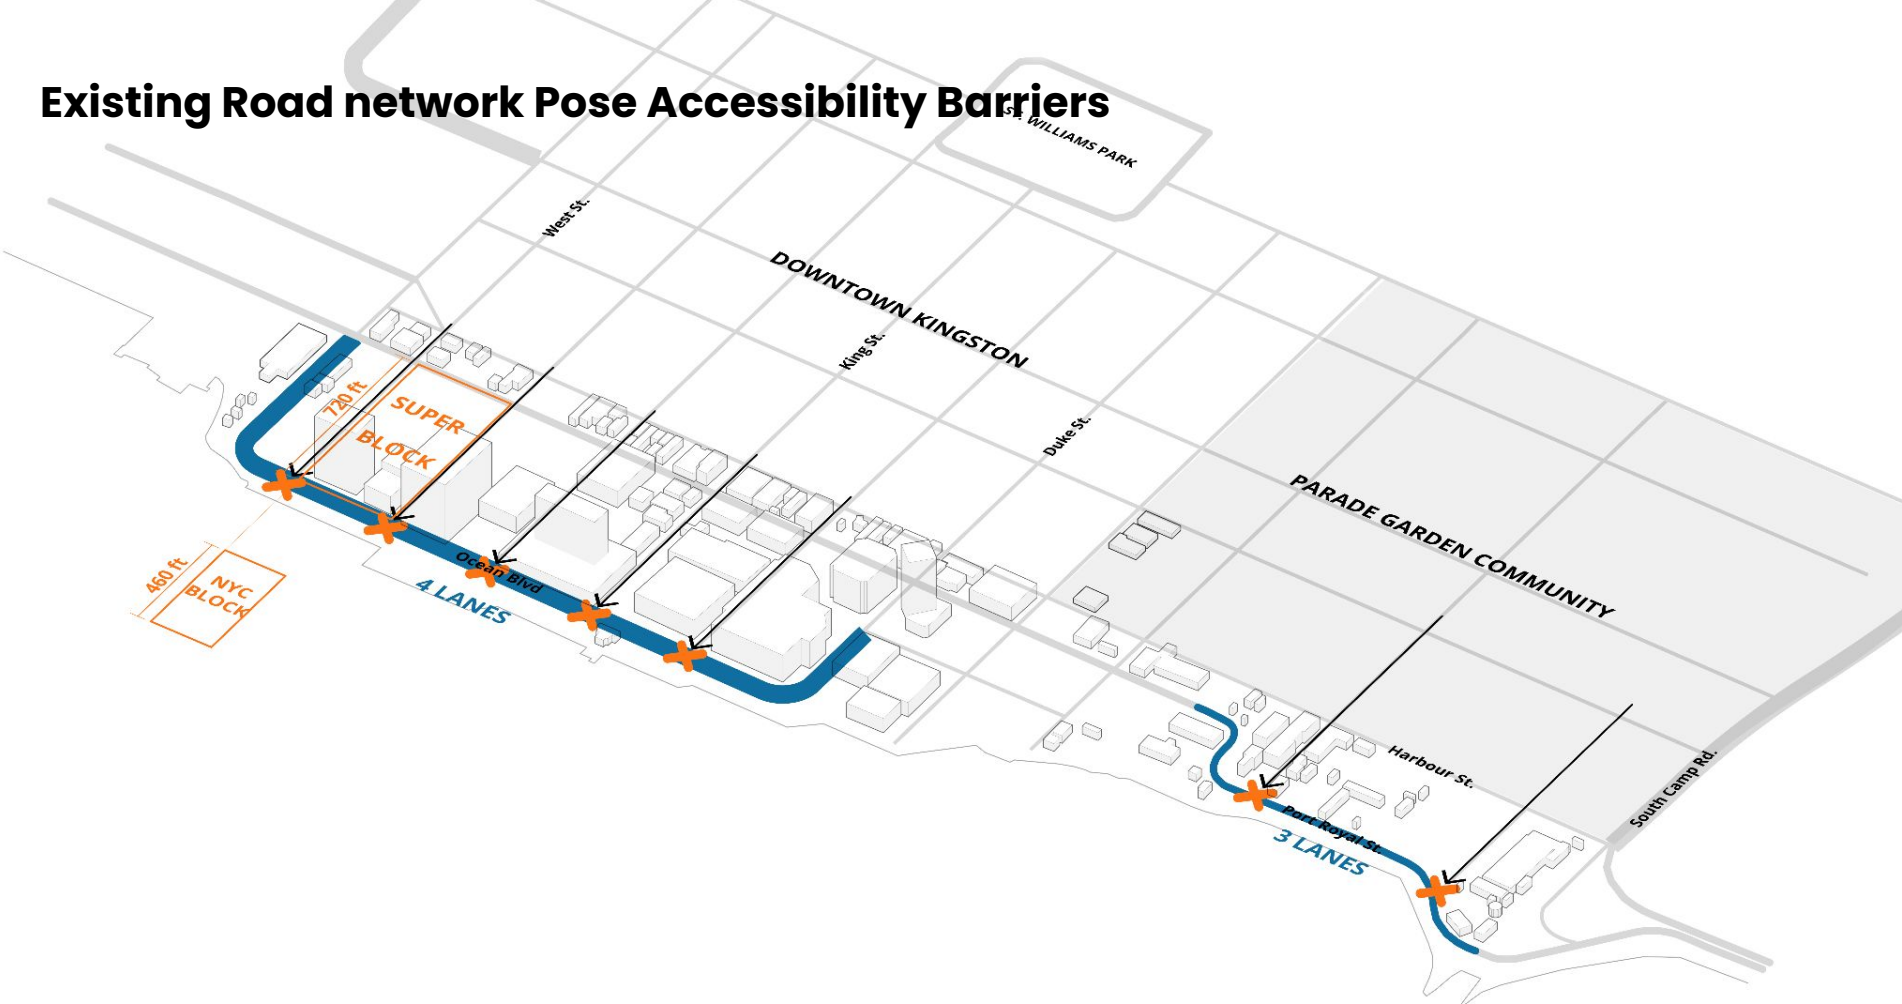 Existing Road network Pose Accessibility Barriers
ST. WILLIAMS PARK
West St.
DOWNTOWN KINGSTON
King St.
720 ft
SUPER
BLOCK
Duke St.
PARADE GARDEN COMMUNITY
460 ft
NYC
BLOCK
Ocean Blvd
4 LANES
Harbour St.
South Camp Rd.
Port Royal St.
3 LANES